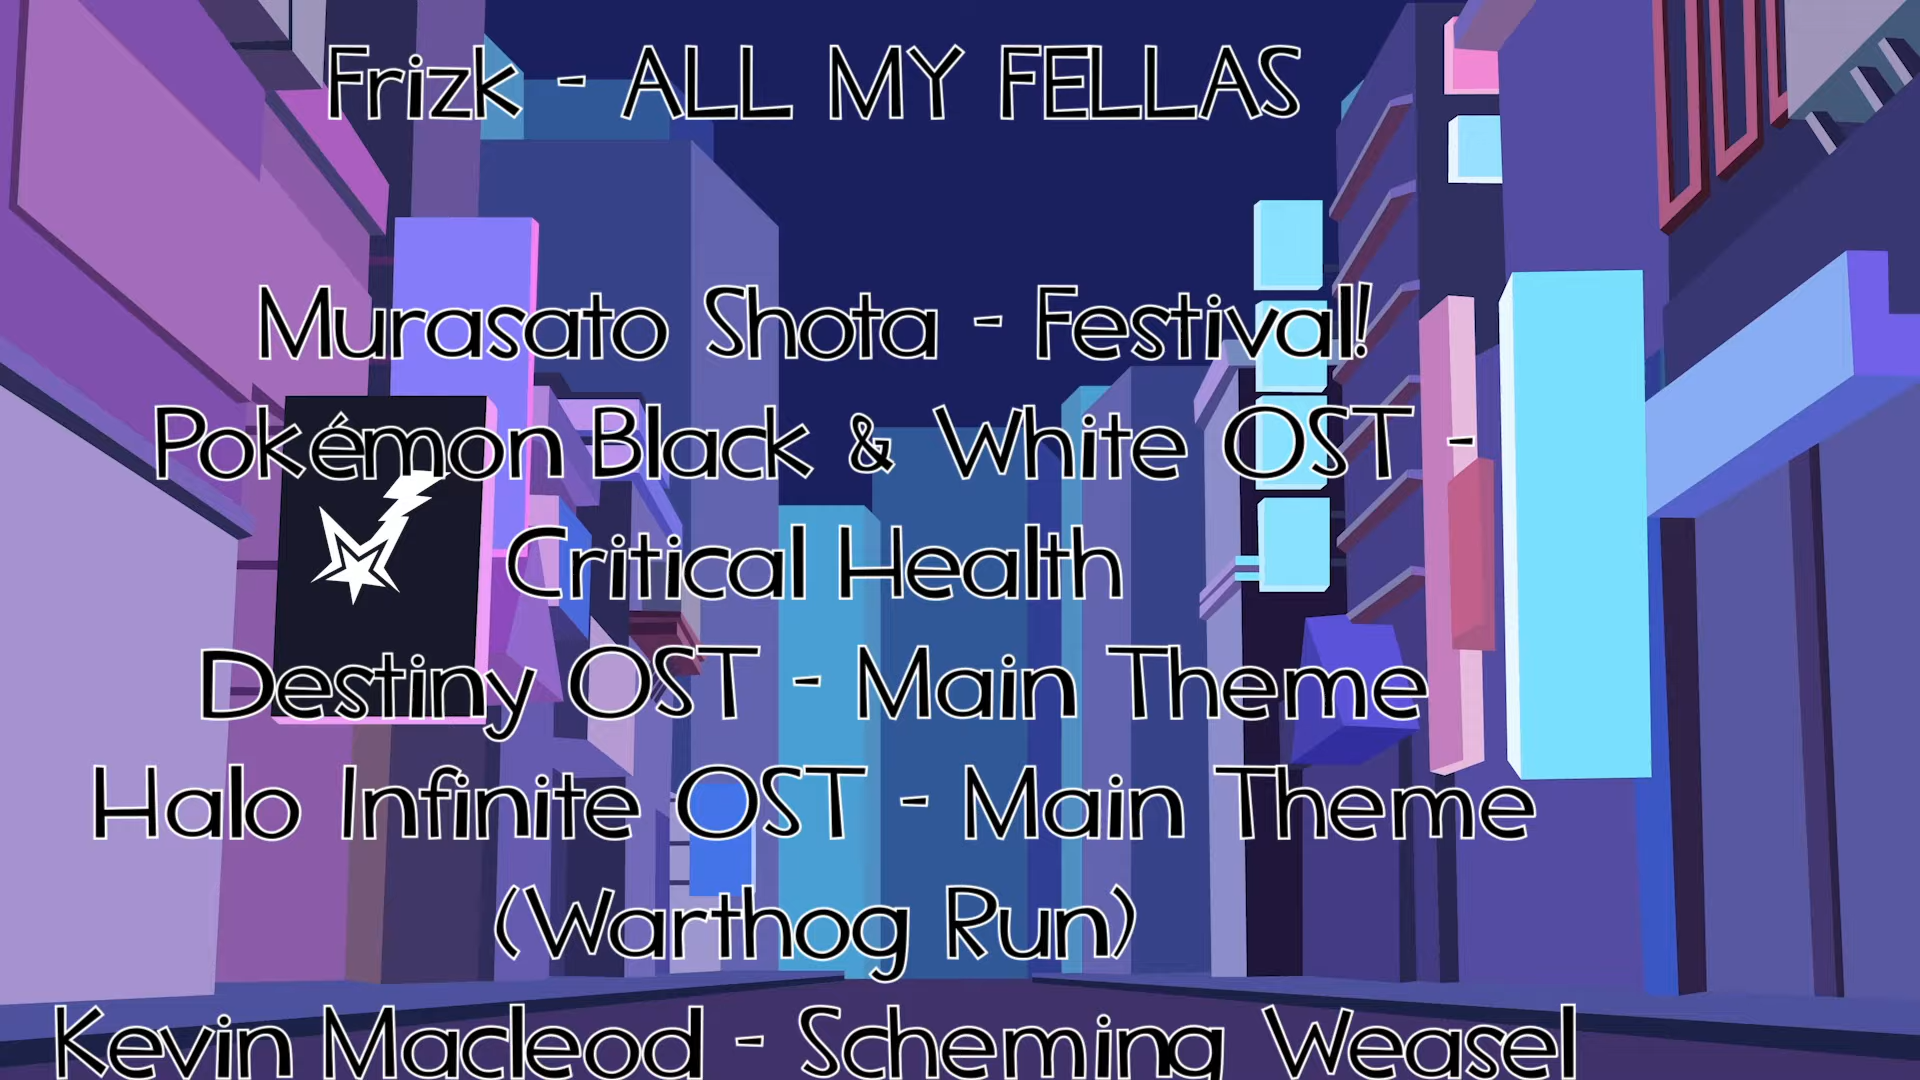 Frizk - ALL MY FELLAS
Murasato Shota - Festival!
Pokémon Black & White OST -
Critical Health
Destiny OST - Main Theme
Halo Infinite OST - Main Theme
(Warthog Run)
Kevin Macleod - Scheming Weasel